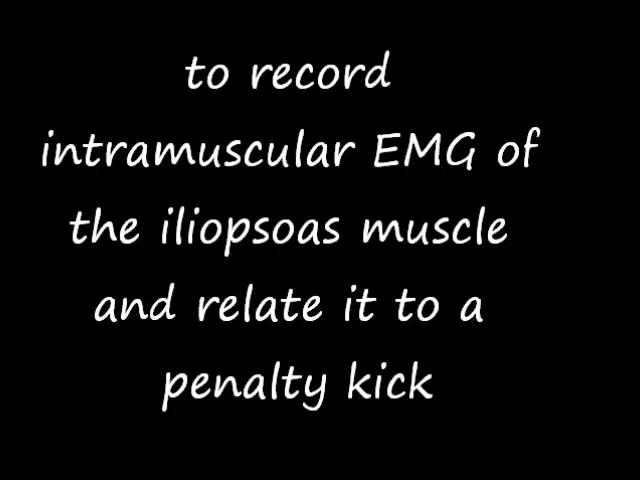 to record
intramuscular EMG of
the iliopsoas muscle
and relate it to a
penalty kick